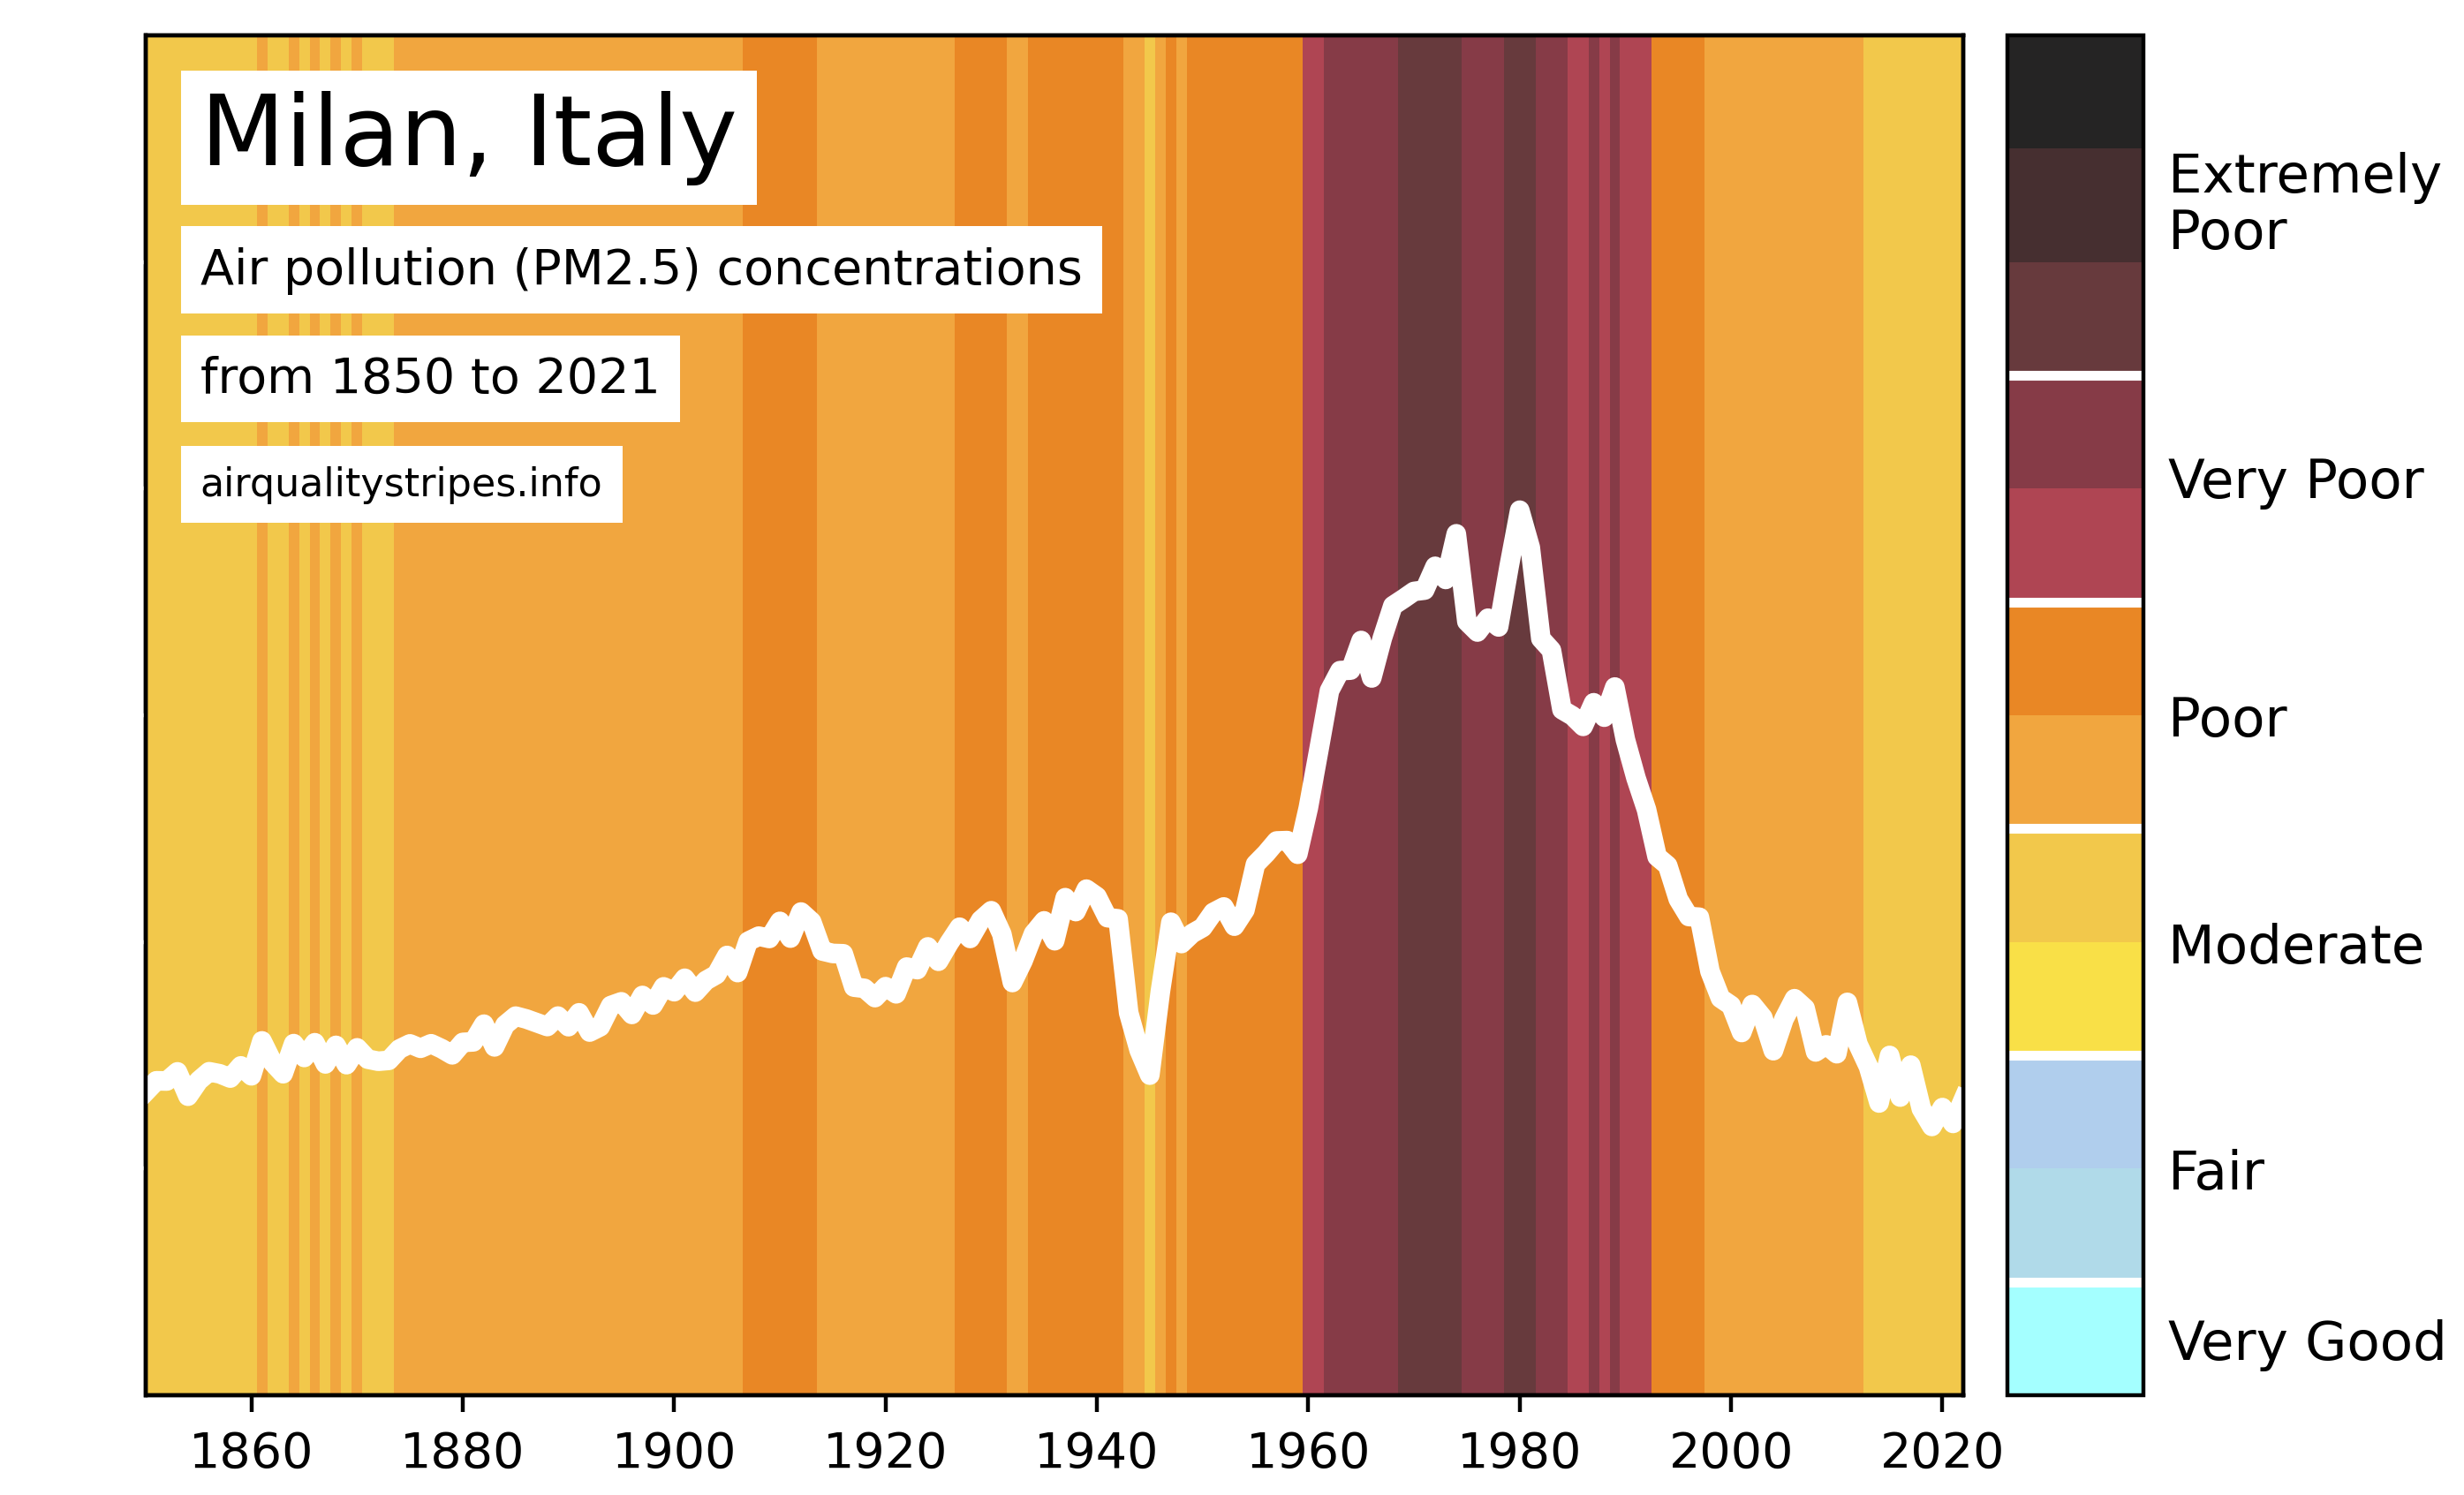 Milan, Italy
Air pollution (PM2.5) concentrations
from 1850 to 2021
airqualitystripes.info
Extremely
Poor
Very Poor
Poor
Moderate
Fair
Very Good
1860 1880 1900 1920 1940 1960 1980 2000 2020